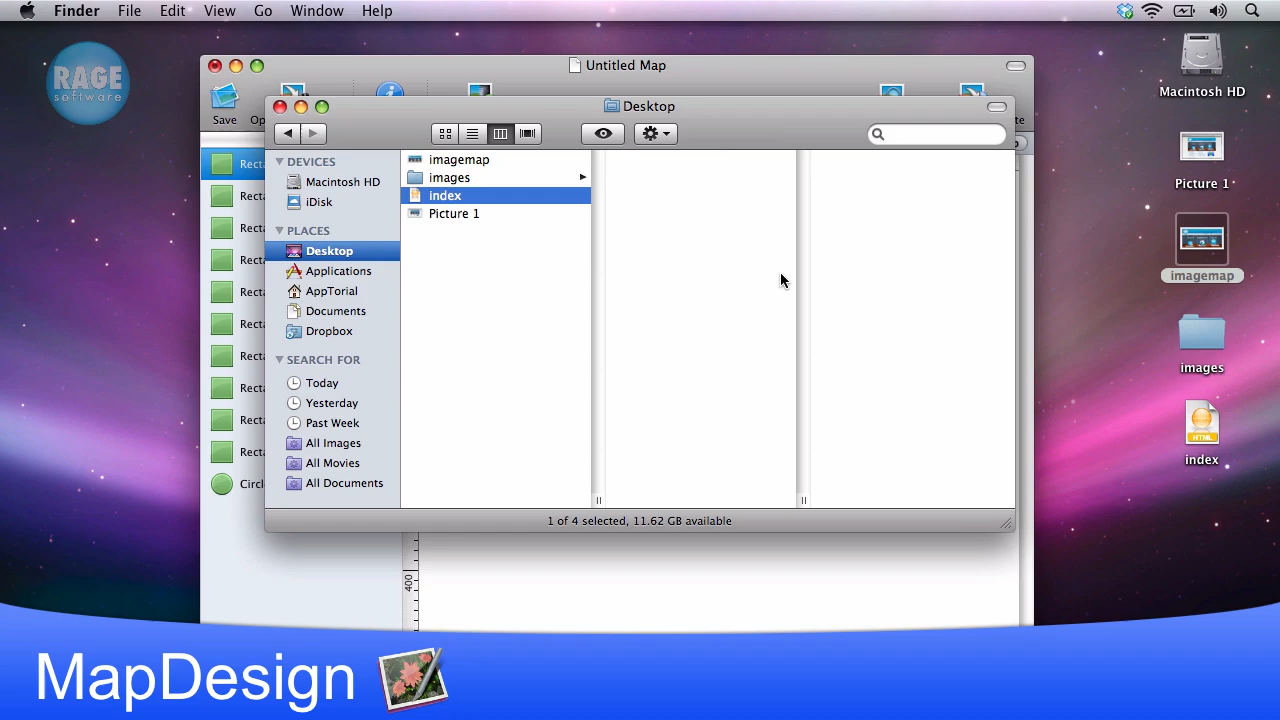 Finder File Edit View Go Window Help
RAGE
software
Untitled Map
Save
Macintosh HD
Desktop
DEVICES
Macintosh HD
iDisk
PLACES
Desktop
Applications
AppTorial
Documents
Dropbox
SEARCH FOR
Today
Yesterday
Past Week
All Images
All Movies
All Documents
imagemap
images
index
Picture 1
1 of 4 selected, 11.62 GB available
400
Picture 1
imagemap
images
HTML
index
MapDesign